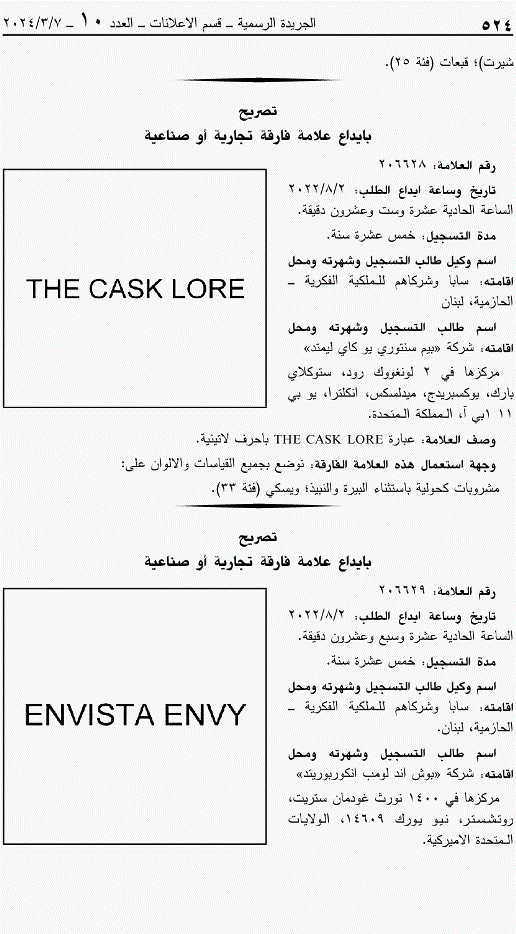 ٥٢٤ الجريدة الرسمية ــ قسم الاعلانات ــ العدد ١٠ ــ ٢٠٢٤/٣/٧
شيرت)؛ قبعات (فئة ٢٥).
تصريح
بايداع علامة فارقة تجارية أو صناعية
رقم العلامة: ٢٠٦٦٢٨
تاريخ وساعة ايداع الطلب: ٢٠٢٢/٨/٢
الساعة الحادية عشرة وست وعشرون دقيقة.
مدة التسجيل: خمس عشرة سنة.
اسم وكيل طالب التسجيل وشهرته ومحل
اقامته: سابا وشركاهم للملكية الفكرية ــ
الحازمية، لبنان
اسم طالب التسجيل وشهرته ومحل
اقامته: شركة «بيم سنتوري يو كاي ليمتد»
مركزها في ٢ لونغووك رود، ستوكلاي
بارك، يوكسبريدج، ميدلسكس، انكلترا، يو بي
١١ ١بي آ، المملكة المتحدة.
THE CASK LORE
وصف العلامة: عبارة THE CASK LORE باحرف لاتينية.
وجهة استعمال هذه العلامة الفارقة: توضع بجميع القياسات والالوان على:
مشروبات كحولية باستثناء البيرة والنبيذ؛ ويسكي (فئة ٣٣).
تصريح
بايداع علامة فارقة تجارية أو صناعية
رقم العلامة: ٢٠٦٦٢٩
تاريخ وساعة ايداع الطلب: ٢٠٢٢/٨/٢
الساعة الحادية عشرة وسبع وعشرون دقيقة.
مدة التسجيل: خمس عشرة سنة.
اسم وكيل طالب التسجيل وشهرته ومحل
اقامته: سابا وشركاهم للملكية الفكرية ــ
الحازمية، لبنان.
اسم طالب التسجيل وشهرته ومحل
اقامته: شركة «بوش اند لومب انكوربوريتد»
مركزها في ١٤٠٠ نورث غودمان ستريت،
روتشستر، نيو يورك ١٤٦٠٩، الولايات
المتحدة الاميركية.
ENVISTA ENVY